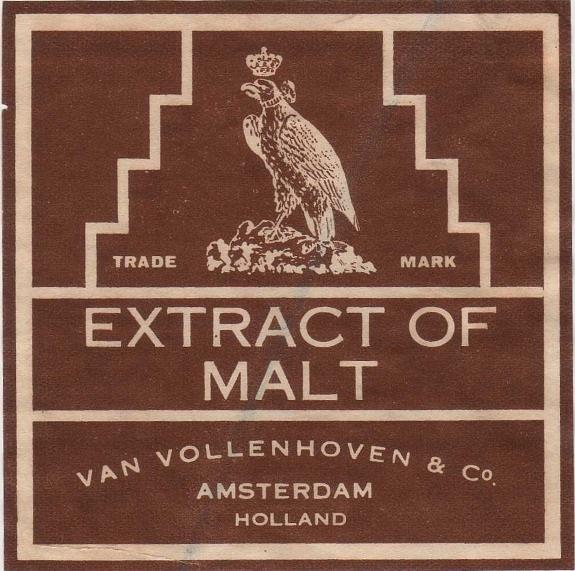 TRADE MARK
EXTRACT OF
MALT
VAN VOLLENHOVEN & Co.
AMSTERDAM
HOLLAND